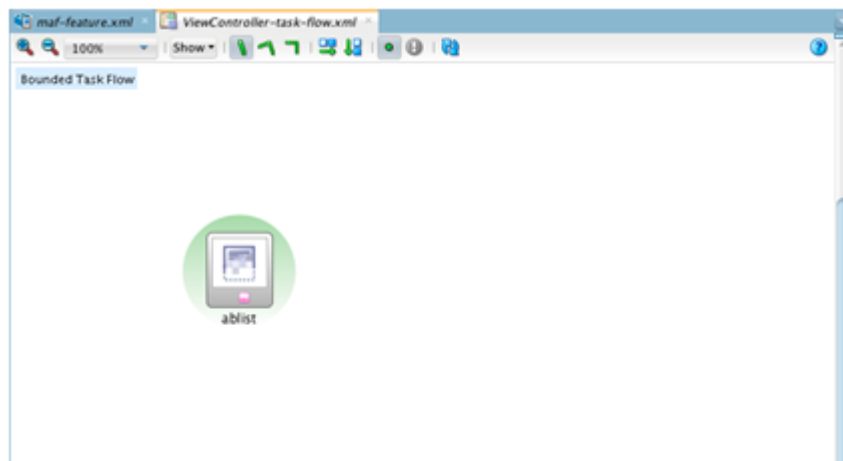 maf-feature.xml ViewController-task-flow.xml
100% Show
Bounded Task Flow
ablist